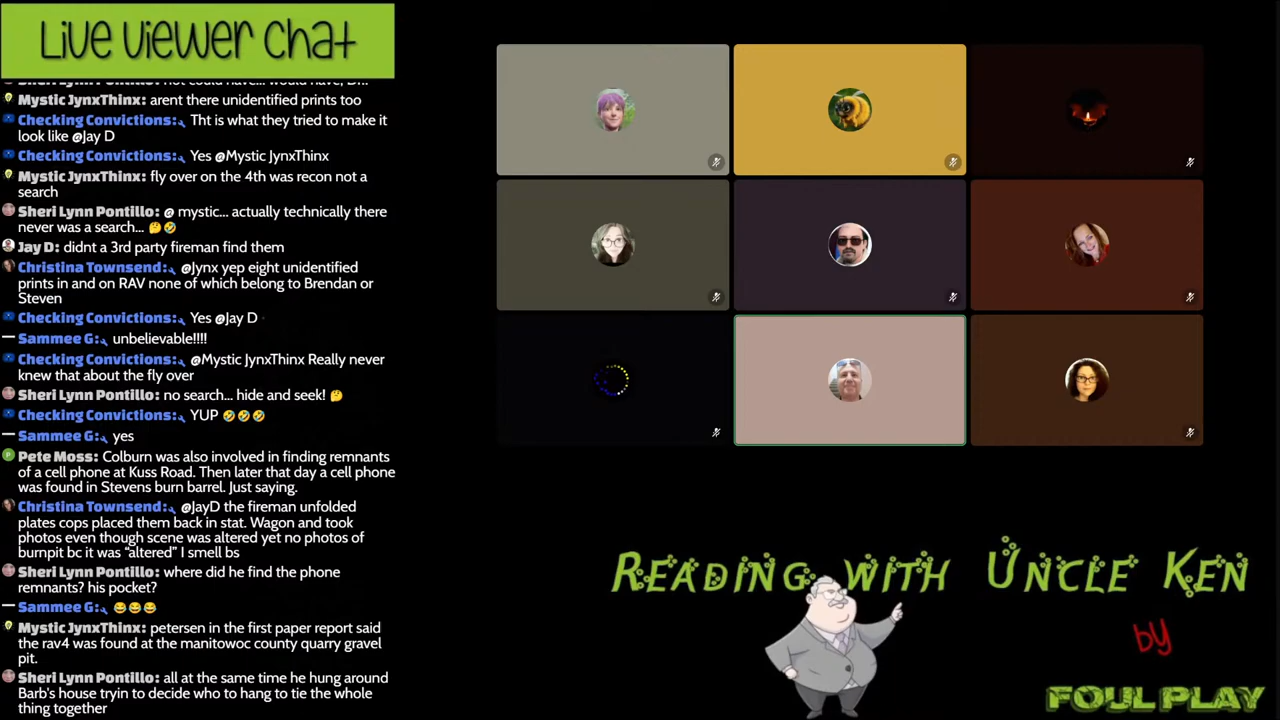 Live viewer chat
Mystic JynxThinx: arent there unidentified prints too
Checking Convictions: Tht is what they tried to make it
look like @Jay D
Checking Convictions: Yes @Mystic JynxThinx
Mystic JynxThinx: fly over on the 4th was recon not a
search
Sheri Lynn Pontillo: @ mystic... actually technically there
never was a search... 🤔🤣
Jay D: didnt a 3rd party fireman find them
Christina Townsend: @Jynx yep eight unidentified
prints in and on RAV none of which belong to Brendan or
Steven
Checking Convictions: Yes @Jay D
Sammee G: unbelievable!!!!
Checking Convictions: @Mystic JynxThinx Really never
knew that about the fly over
Sheri Lynn Pontillo: no search... hide and seek! 🤔
Checking Convictions: YUP 🤣🤣🤣
Sammee G: yes
Pete Moss: Colburn was also involved in finding remnants
of a cell phone at Kuss Road. Then later that day a cell phone
was found in Stevens burn barrel. Just saying.
Christina Townsend: @JayD the fireman unfolded
plates cops placed them back in stat. Wagon and took
photos even though scene was altered yet no photos of
burnpit bc it was “altered” I smell bs
Sheri Lynn Pontillo: where did he find the phone
remnants? his pocket?
Sammee G: 😂😂😂
Mystic JynxThinx: petersen in the first paper report said
the rav4 was found at the manitowoc county quarry gravel
pit.
Sheri Lynn Pontillo: all at the same time he hung around
Barb's house tryin to decide who to hang to tie the whole
thing together
Reading with Uncle Ken
by
FOUL PLAY